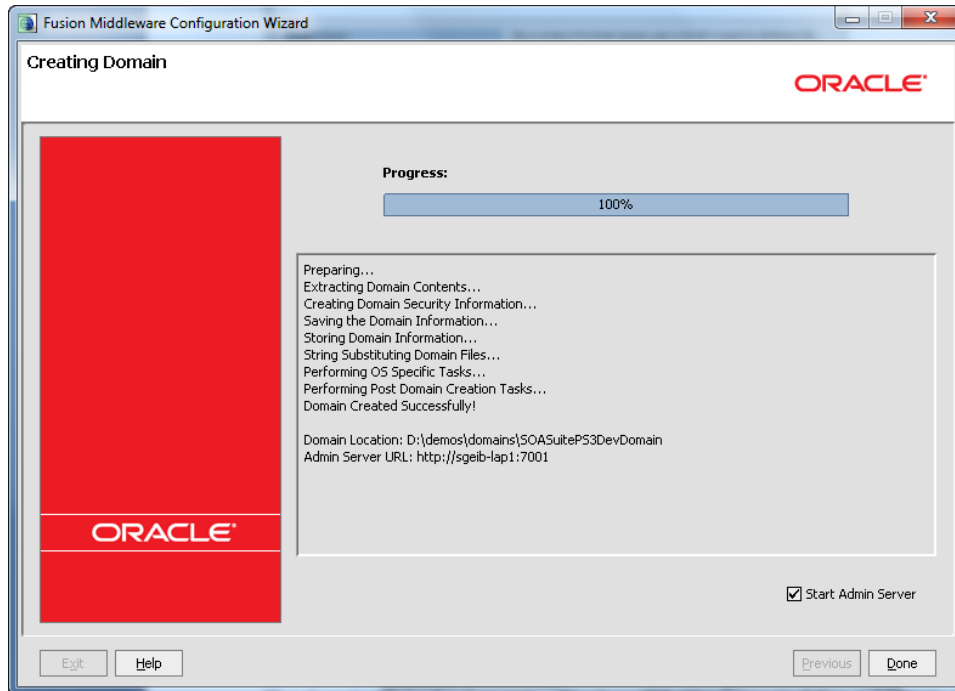 Fusion Middleware Configuration Wizard
Creating Domain
ORACLE
Progress:
100%
Preparing...
Extracting Domain Contents...
Creating Domain Security Information...
Saving the Domain Information...
Storing Domain Information...
String Substituting Domain Files...
Performing OS Specific Tasks...
Performing Post Domain Creation Tasks...
Domain Created Successfully!
Domain Location: D:\demos\domains\SOASuitePS3DevDomain
Admin Server URL: http://sgeib-lap1:7001
ORACLE
Start Admin Server
Exit Help Previous Done